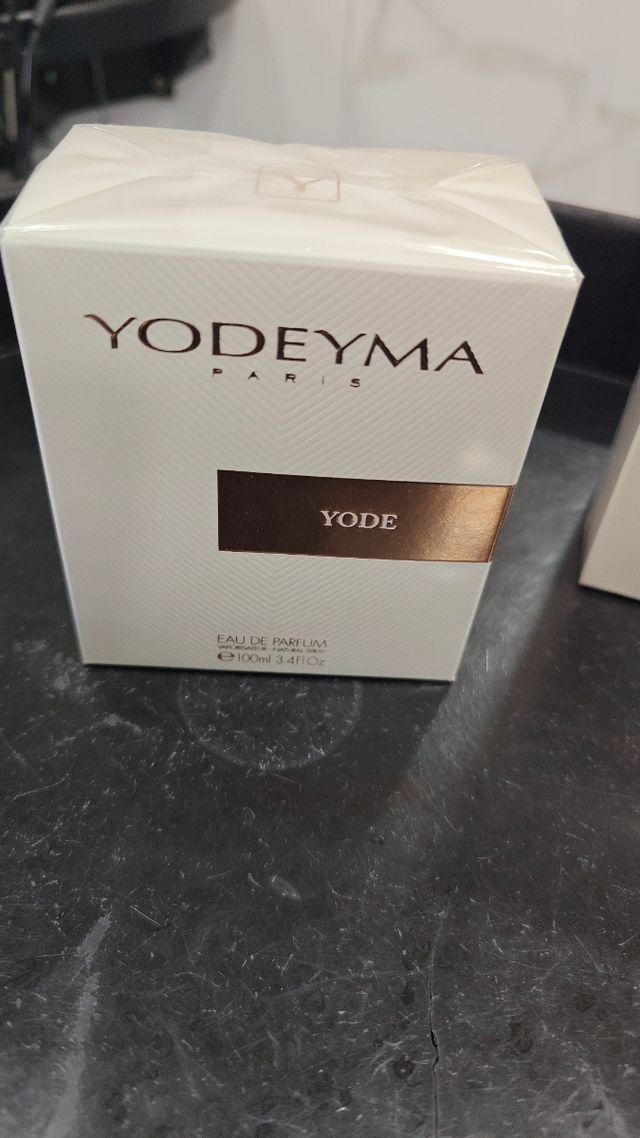 Y
YODEYMA
PARIS
YODE
EAU DE PARFUM
VAPORISATEUR · NATURAL SPRAY
℮100ml 3.4Fl.Oz